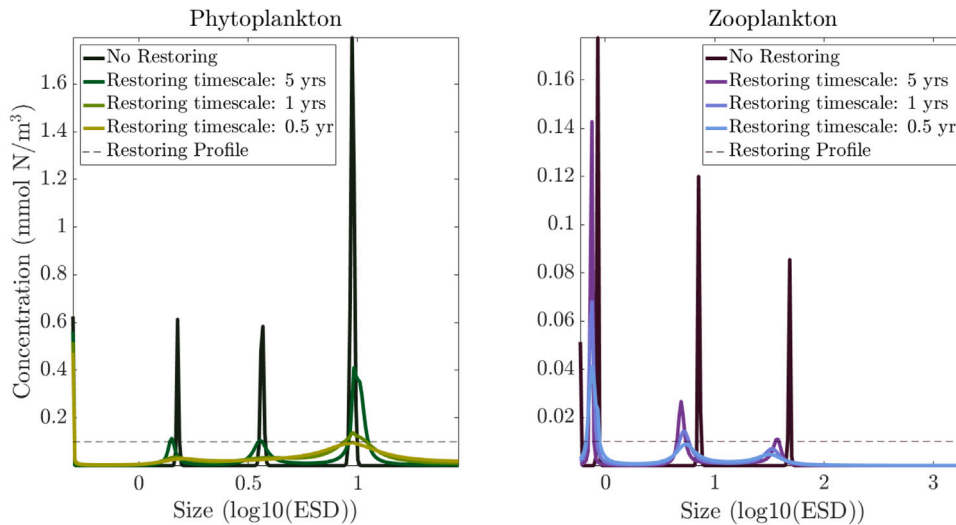 Phytoplankton
No Restoring
Restoring timescale: 5 yrs
Restoring timescale: 1 yrs
Restoring timescale: 0.5 yr
Restoring Profile
1.6
1.4
1.2
1
0.8
0.6
0.4
0.2
Concentration (mmol N/m³)
0
0.5
1
Size (log10(ESD))
Zooplankton
No Restoring
Restoring timescale: 5 yrs
Restoring timescale: 1 yrs
Restoring timescale: 0.5 yr
Restoring Profile
0.16
0.14
0.12
0.1
0.08
0.06
0.04
0.02
0
1
2
3
Size (log10(ESD))